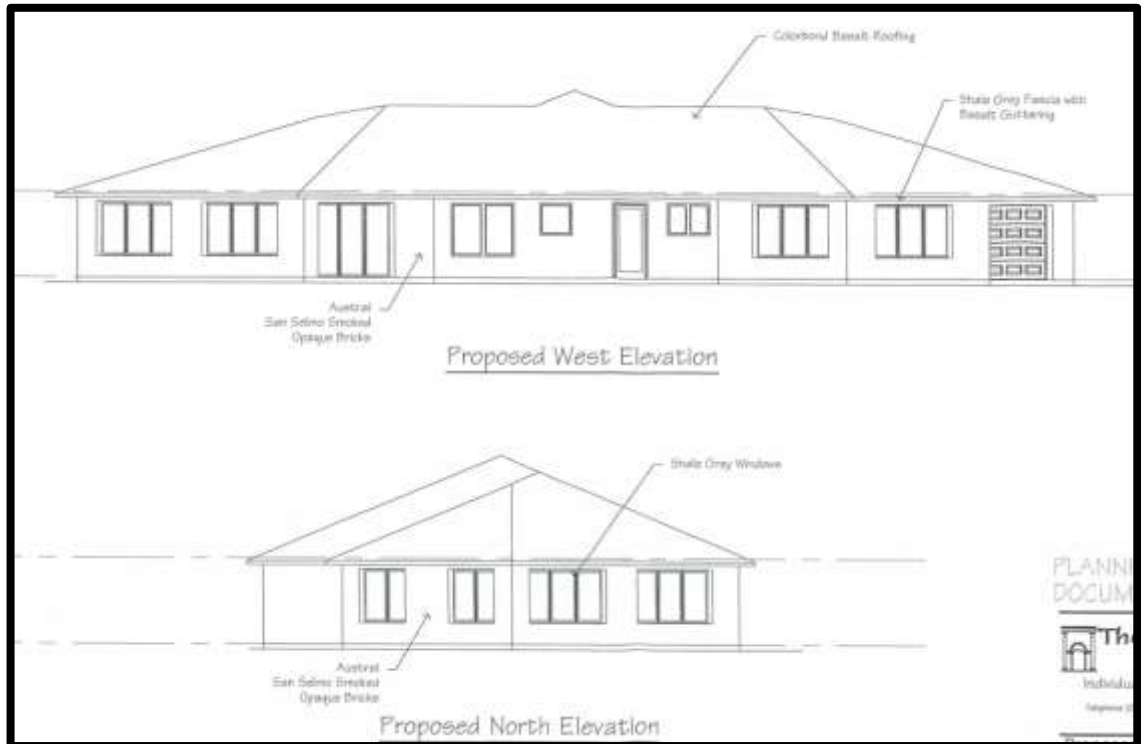 Colorbond Basalt Roofing
Shale Grey Fascia with
Basalt Guttering
Austral
San Selmo Smoked
Opaque Bricks
Proposed West Elevation
Shale Grey Windows
Austral
San Selmo Smoked
Opaque Bricks
Proposed North Elevation
PLANNI
DOCUM
The
Individu